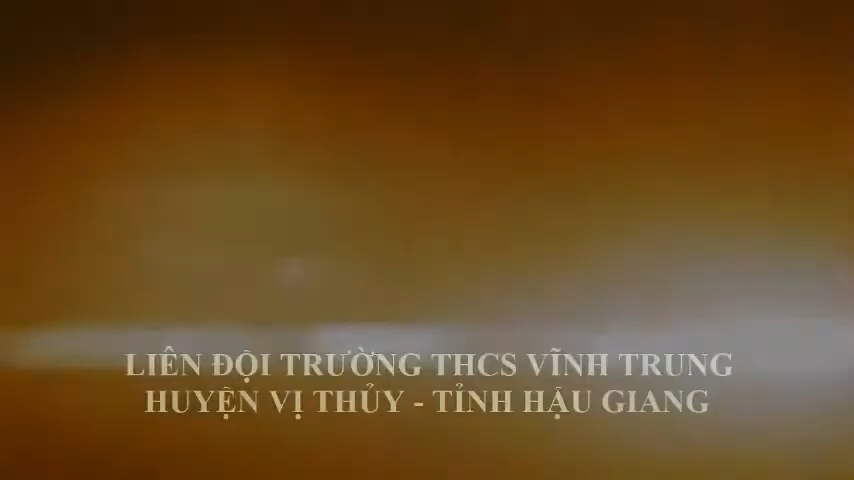 LIÊN ĐỘI TRƯỜNG THCS VĨNH TRUNG
HUYỆN VỊ THỦY - TỈNH HẬU GIANG